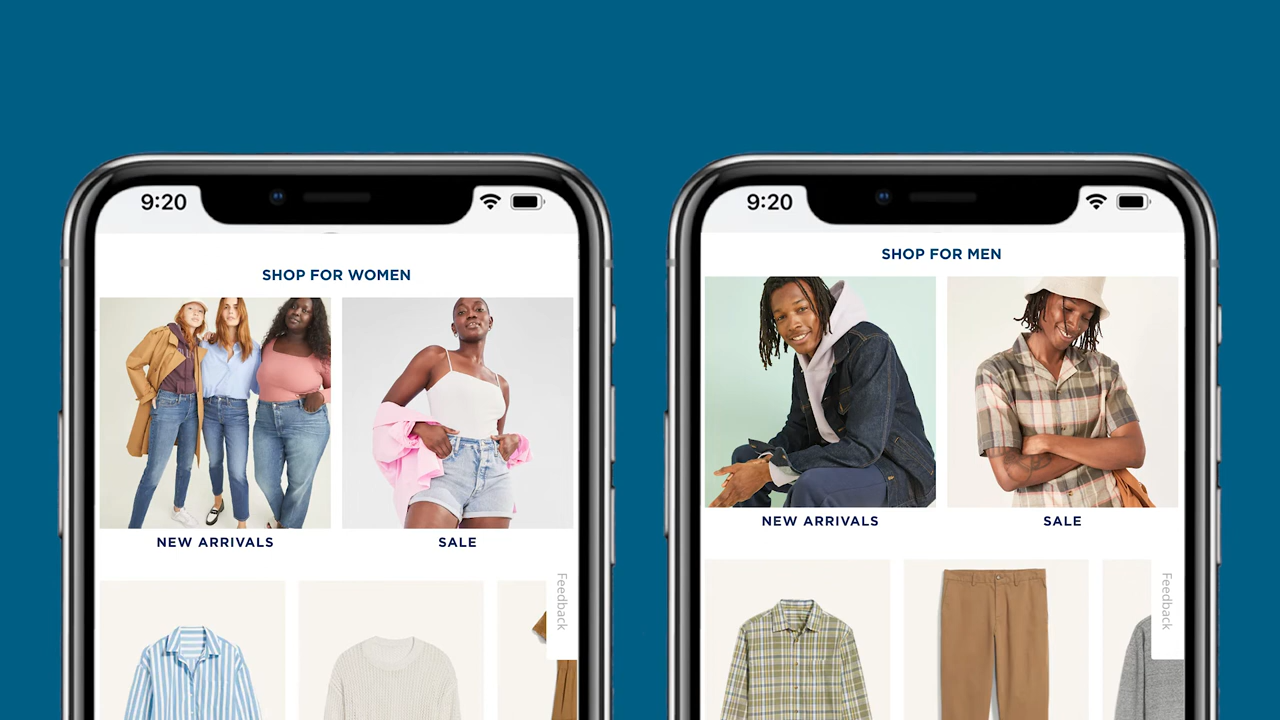 9:20
SHOP FOR WOMEN
NEW ARRIVALS
SALE
Feedback
9:20
SHOP FOR MEN
NEW ARRIVALS
SALE
Feedback